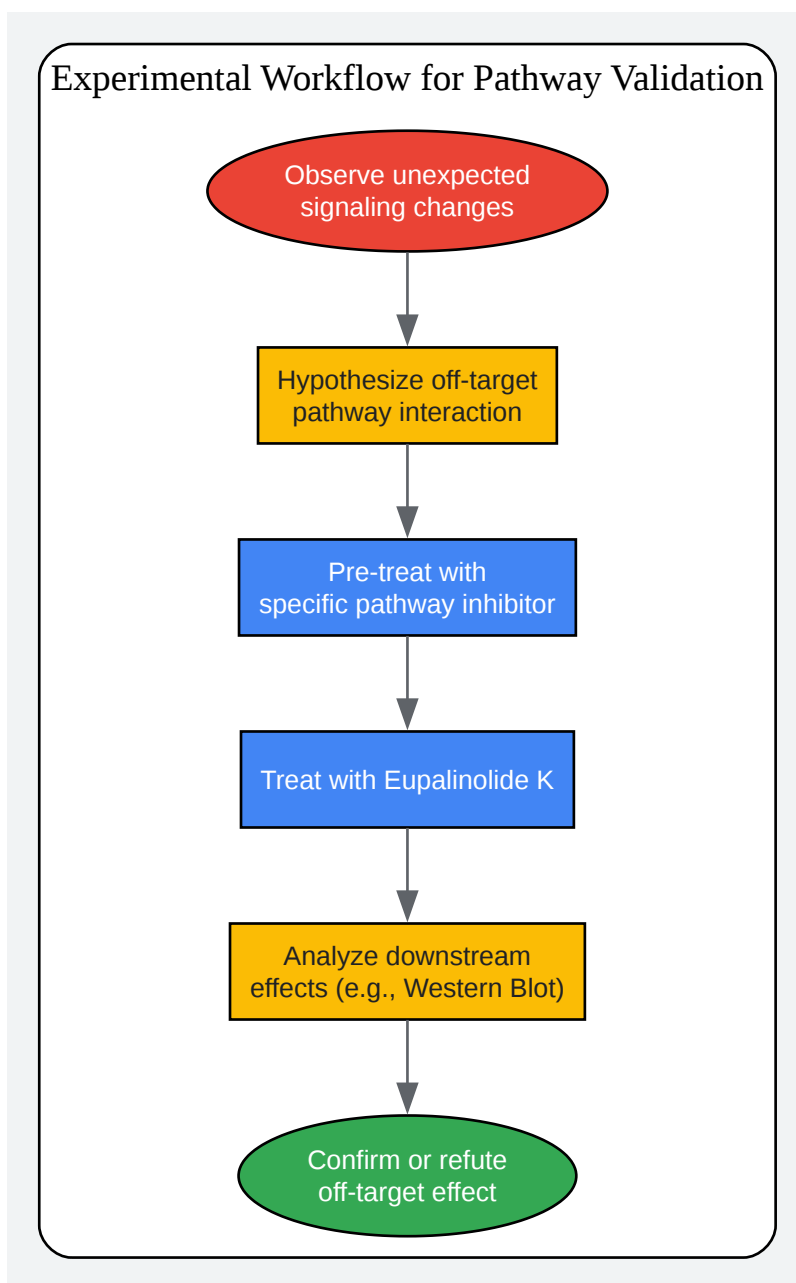 Experimental Workflow for Pathway Validation
Observe unexpected
signaling changes
Hypothesize off-target
pathway interaction
Pre-treat with
specific pathway inhibitor
Treat with Eupalinolide K
Analyze downstream
effects (e.g., Western Blot)
Confirm or refute
off-target effect